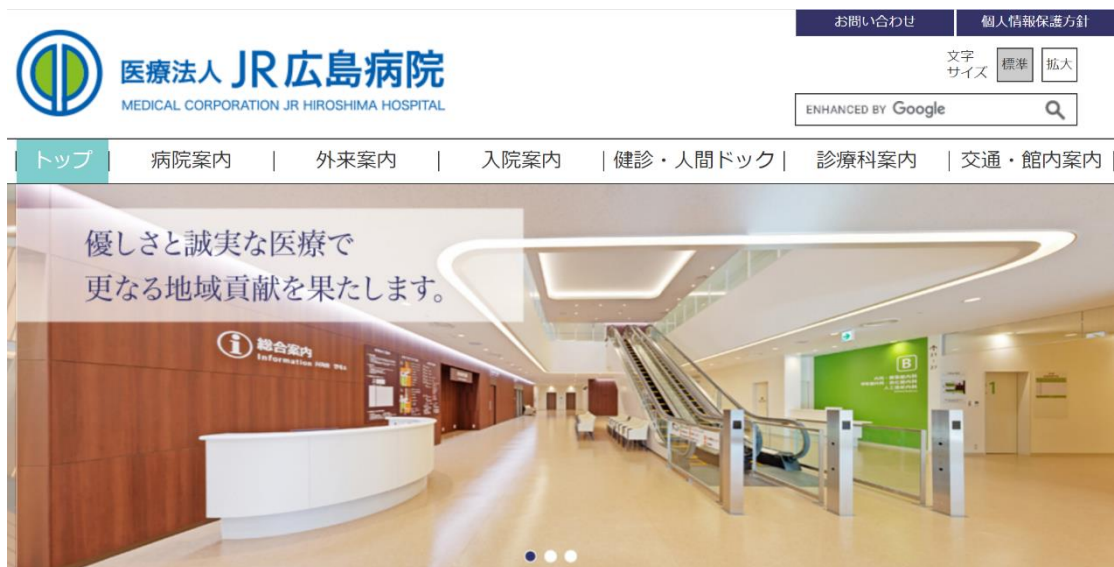 お問い合わせ
個人情報保護方針
医療法人 JR広島病院
MEDICAL CORPORATION JR HIROSHIMA HOSPITAL
文字
サイズ
標準
拡大
ENHANCED BY Google
トップ
病院案内
外来案内
入院案内
健診・人間ドック
診療科案内
交通・館内案内
優しさと誠実な医療で
更なる地域貢献を果たします。
総合案内
Information
B
1